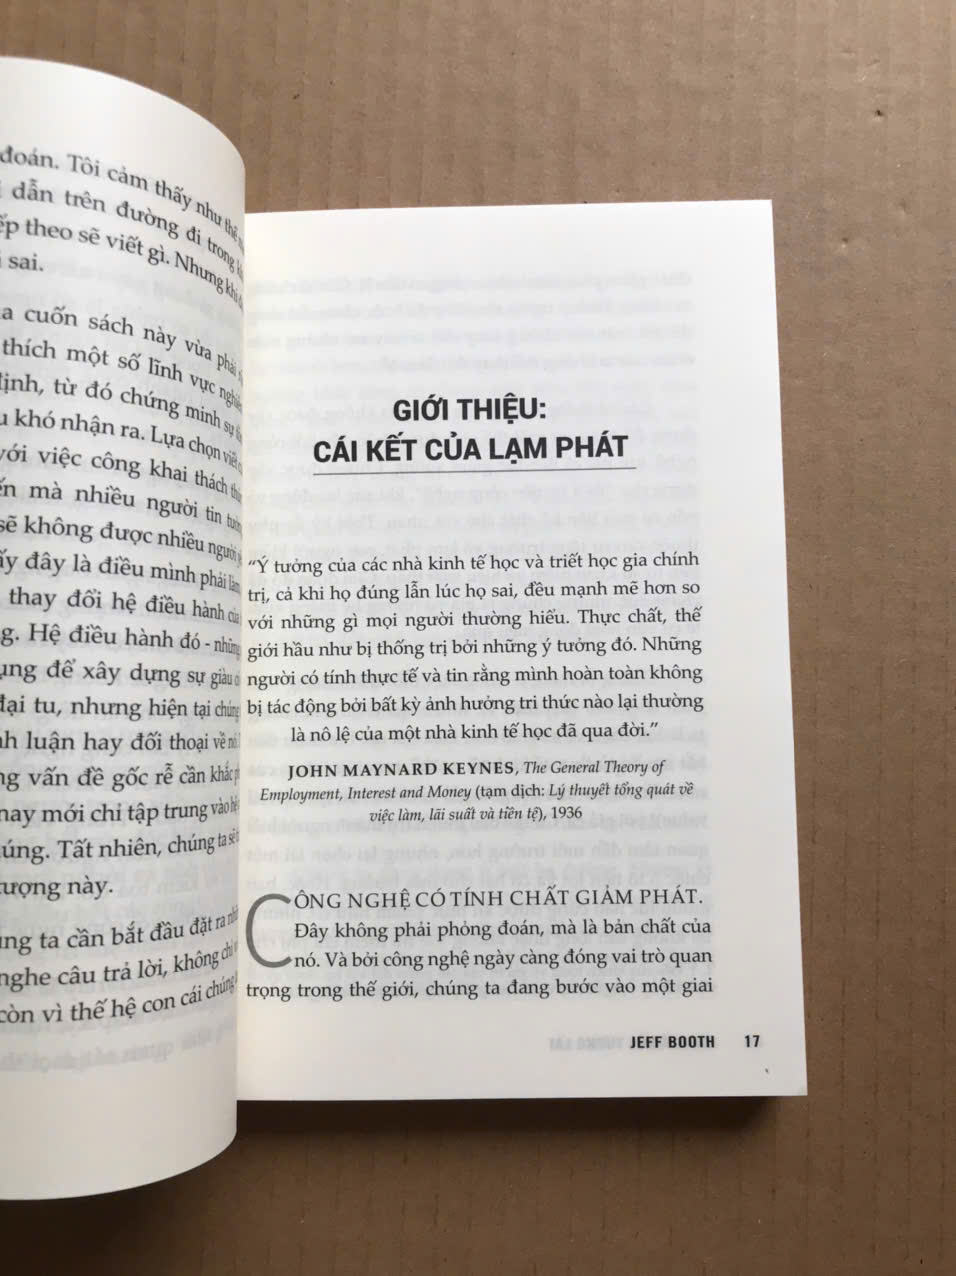 đoán. Tôi cảm thấy như thể
dẫn trên đường đi trong
ếp theo sẽ viết gì. Nhưng khi
sai.
a cuốn sách này vừa phải
thích một số lĩnh vực nghiên
định, từ đó chứng minh sự
u khó nhận ra. Lựa chọn viết
với việc công khai thách thức
ến mà nhiều người tin tưởng
sẽ không được nhiều người
ấy đây là điều mình phải làm,
thay đổi hệ điều hành của
g. Hệ điều hành đó - những
ụng để xây dựng sự giàu
đại tu, nhưng hiện tại chúng
nh luận hay đối thoại về nó.
ng vấn đề gốc rễ cần khắc
nay mới chỉ tập trung vào
úng. Tất nhiên, chúng ta sẽ
tượng này.
ng ta cần bắt đầu đặt ra
nghe câu trả lời, không chỉ
còn vì thế hệ con cái chúng
GIỚI THIỆU:
CÁI KẾT CỦA LẠM PHÁT
“Ý tưởng của các nhà kinh tế học và triết học gia chính
trị, cả khi họ đúng lẫn lúc họ sai, đều mạnh mẽ hơn so
với những gì mọi người thường hiểu. Thực chất, thế
giới hầu như bị thống trị bởi những ý tưởng đó. Những
người có tính thực tế và tin rằng mình hoàn toàn không
bị tác động bởi bất kỳ ảnh hưởng tri thức nào lại thường
là nô lệ của một nhà kinh tế học đã qua đời.”
JOHN MAYNARD KEYNES, The General Theory of
Employment, Interest and Money (tạm dịch: Lý thuyết tổng quát về
việc làm, lãi suất và tiền tệ), 1936
CÔNG NGHỆ CÓ TÍNH CHẤT GIẢM PHÁT.
Đây không phải phỏng đoán, mà là bản chất của
nó. Và bởi công nghệ ngày càng đóng vai trò quan
trọng trong thế giới, chúng ta đang bước vào một giai
JEFF BOOTH 17